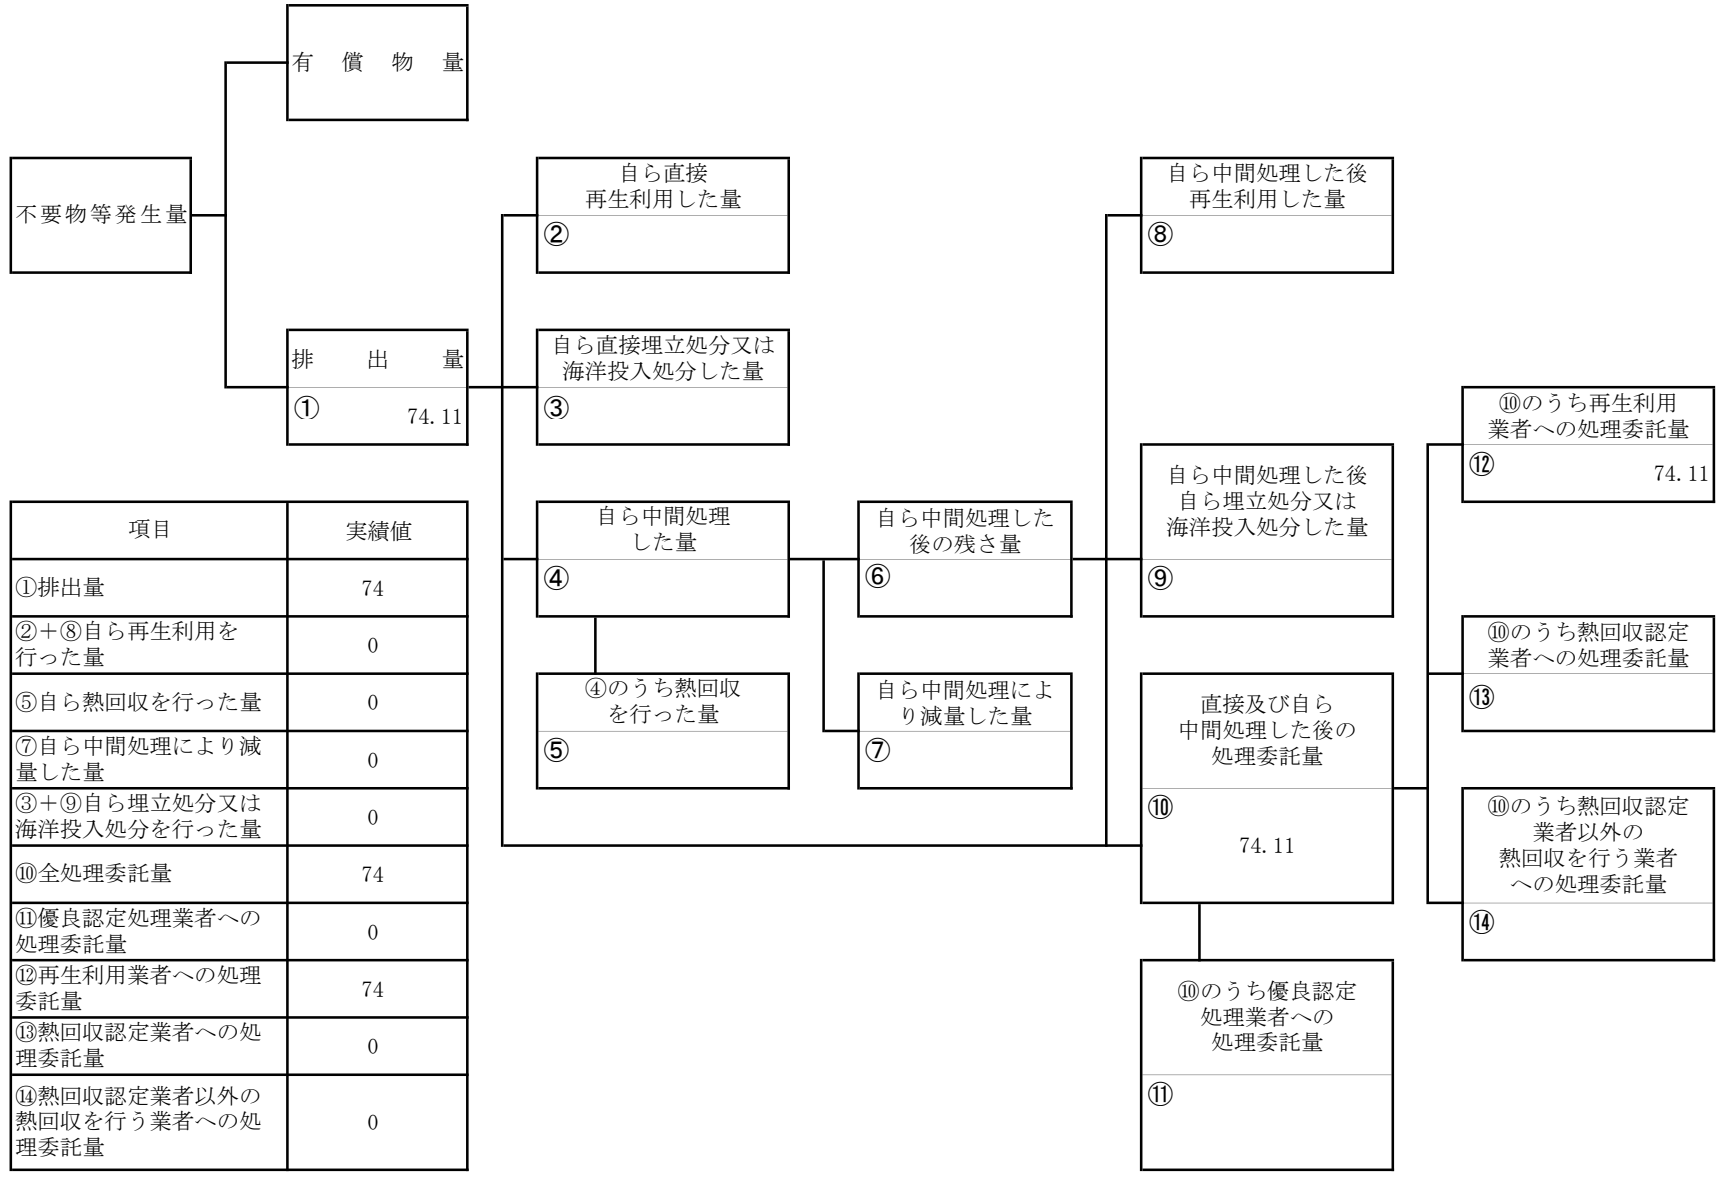 有償物量
不要物等発生量
自ら直接
再生利用した量
②
自ら中間処理した後
再生利用した量
⑧
排出量
① 74.11
自ら直接埋立処分又は
海洋投入処分した量
③
⑩のうち再生利用
業者への処理委託量
⑫ 74.11
自ら中間処理
した量
④
自ら中間処理した
後の残さ量
⑥
自ら中間処理した後
自ら埋立処分又は
海洋投入処分した量
⑨
④のうち熱回収
を行った量
⑤
自ら中間処理によ
り減量した量
⑦
直接及び自ら
中間処理した後の
処理委託量
⑩
74.11
⑩のうち熱回収認定
業者への処理委託量
⑬
⑩のうち熱回収認定
業者以外の
熱回収を行う業者
への処理委託量
⑭
⑩のうち優良認定
処理業者への
処理委託量
⑪
項目 実績値
①排出量 74
②＋⑧自ら再生利用を
行った量 0
⑤自ら熱回収を行った量 0
⑦自ら中間処理により減
量した量 0
③＋⑨自ら埋立処分又は
海洋投入処分を行った量 0
⑩全処理委託量 74
⑪優良認定処理業者への
処理委託量 0
⑫再生利用業者への処理
委託量 74
⑬熱回収認定業者への処
理委託量 0
⑭熱回収認定業者以外の
熱回収を行う業者への処
理委託量 0